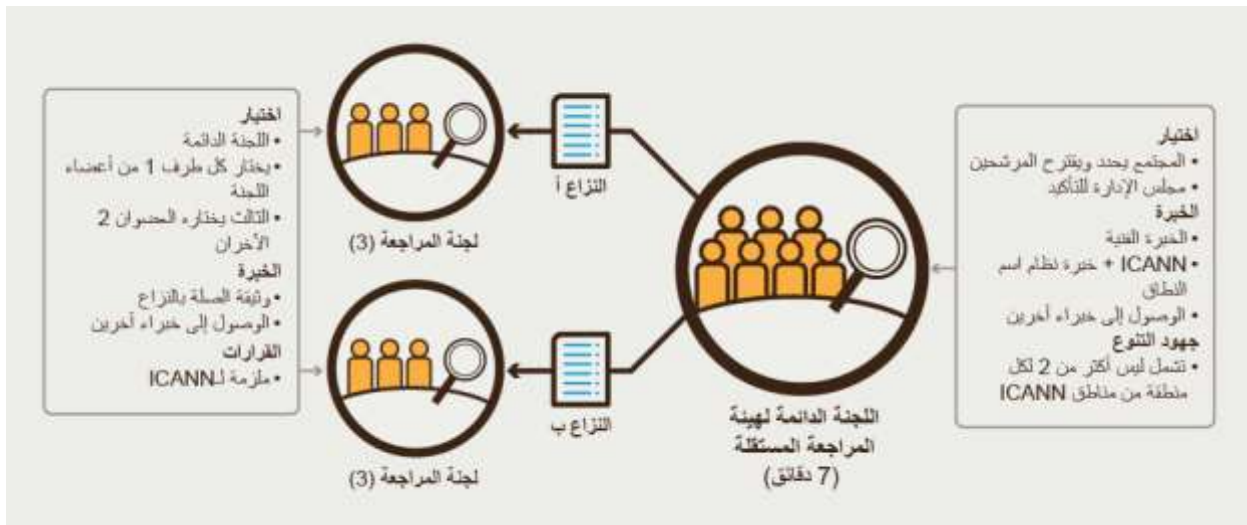 اختيار
• المجتمع يحدد ويقترح المرشحين
• مجلس الإدارة للتأكيد
الخبرة
• الخبرة الفنية
• ICANN + خبرة نظام اسم
النطاق
• الوصول إلى خبراء آخرين
جهود التنوع
• تشمل ليس أكثر من 2 لكل
منطقة من مناطق ICANN
اللجنة الدائمة لهيئة
المراجعة المستقلة
(7 دقائق)
النزاع أ
النزاع ب
لجنة المراجعة (3)
لجنة المراجعة (3)
اختيار
• اللجنة الدائمة
• يختار كل طرف 1 من أعضاء
اللجنة
• الثالث يختاره العضوان 2
الآخران
الخبرة
• وثيقة الصلة بالنزاع
• الوصول إلى خبراء آخرين
القرارات
• ملزمة لـICANN